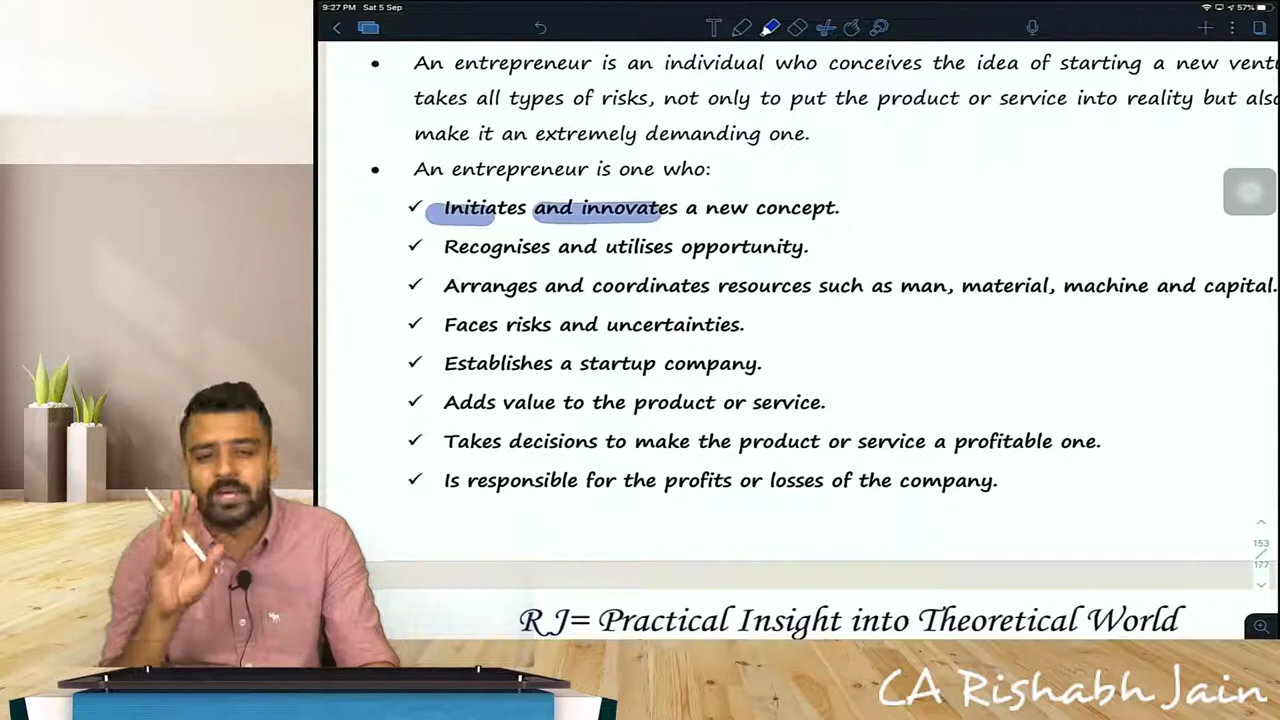 9:27 PM Sat 5 Sep
57%
An entrepreneur is an individual who conceives the idea of starting a new
takes all types of risks, not only to put the product or service into reality but
make it an extremely demanding one.
An entrepreneur is one who:
Initiates and innovates a new concept.
Recognises and utilises opportunity.
Arranges and coordinates resources such as man, material, machine and capital.
Faces risks and uncertainties.
Establishes a startup company.
Adds value to the product or service.
Takes decisions to make the product or service a profitable one.
Is responsible for the profits or losses of the company.
153
177
RJ= Practical Insight into Theoretical World
CA Rishabh Jain